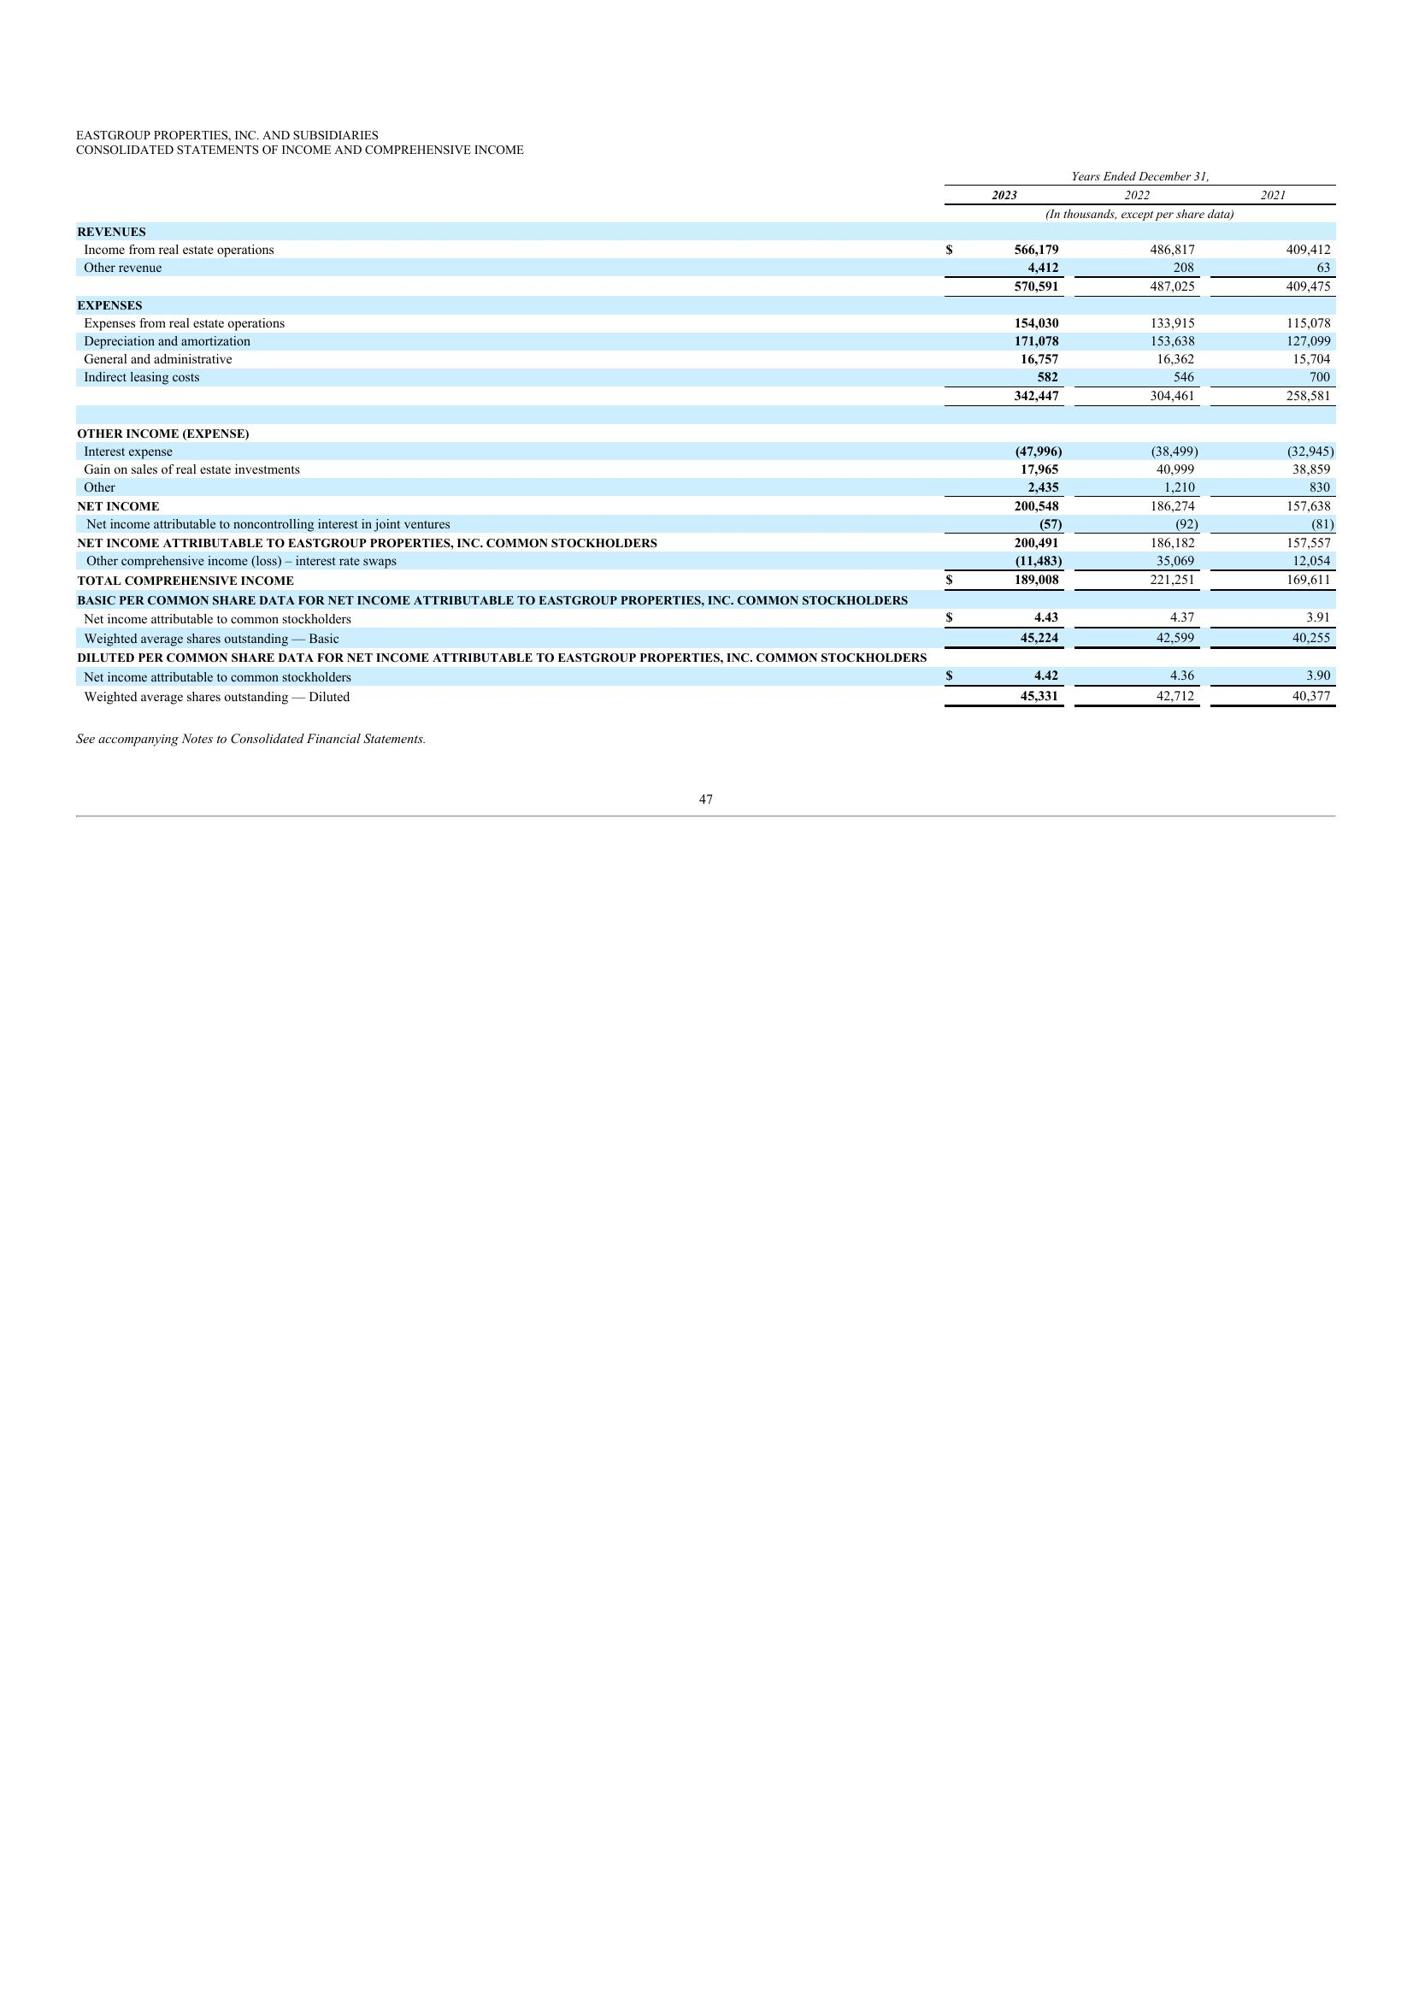 EASTGROUP PROPERTIES, INC. AND SUBSIDIARIES
CONSOLIDATED STATEMENTS OF INCOME AND COMPREHENSIVE INCOME
Years Ended December 31,
2023 2022 2021
(In thousands, except per share data)
REVENUES
Income from real estate operations $ 566,179 486,817 409,412
Other revenue 4,412 208 63
570,591 487,025 409,475
EXPENSES
Expenses from real estate operations 154,030 133,915 115,078
Depreciation and amortization 171,078 153,638 127,099
General and administrative 16,757 16,362 15,704
Indirect leasing costs 582 546 700
342,447 304,461 258,581
OTHER INCOME (EXPENSE)
Interest expense (47,996) (38,499) (32,945)
Gain on sales of real estate investments 17,965 40,999 38,859
Other 2,435 1,210 830
NET INCOME 200,548 186,274 157,638
Net income attributable to noncontrolling interest in joint ventures (57) (92) (81)
NET INCOME ATTRIBUTABLE TO EASTGROUP PROPERTIES, INC. COMMON STOCKHOLDERS 200,491 186,182 157,557
Other comprehensive income (loss) – interest rate swaps (11,483) 35,069 12,054
TOTAL COMPREHENSIVE INCOME $ 189,008 221,251 169,611
BASIC PER COMMON SHARE DATA FOR NET INCOME ATTRIBUTABLE TO EASTGROUP PROPERTIES, INC. COMMON STOCKHOLDERS
Net income attributable to common stockholders $ 4.43 4.37 3.91
Weighted average shares outstanding — Basic 45,224 42,599 40,255
DILUTED PER COMMON SHARE DATA FOR NET INCOME ATTRIBUTABLE TO EASTGROUP PROPERTIES, INC. COMMON STOCKHOLDERS
Net income attributable to common stockholders $ 4.42 4.36 3.90
Weighted average shares outstanding — Diluted 45,331 42,712 40,377
See accompanying Notes to Consolidated Financial Statements.
47